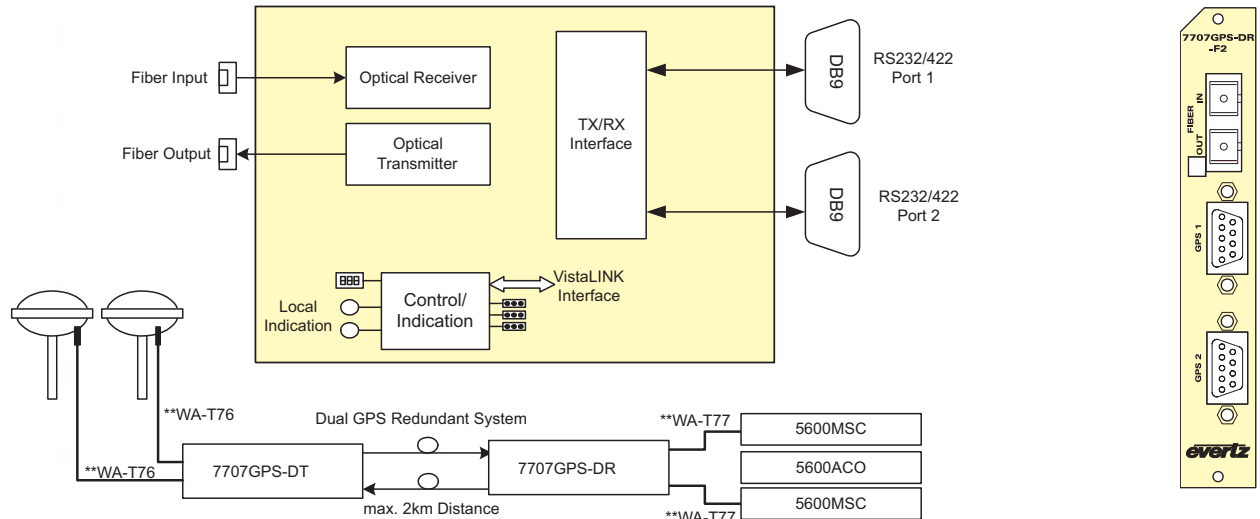 Fiber Input
Optical Receiver
Fiber Output
Optical
Transmitter
TX/RX
Interface
DB9
RS232/422
Port 1
DB9
RS232/422
Port 2
Local
Indication
Control/
Indication
VistaLINK
Interface
**WA-T76
**WA-T76
7707GPS-DT
Dual GPS Redundant System
max. 2km Distance
7707GPS-DR
**WA-T77
**WA-T77
5600MSC
5600ACO
5600MSC
7707GPS-DR
-F2
FIBER
IN
OUT
GPS 1
GPS 2
evertz